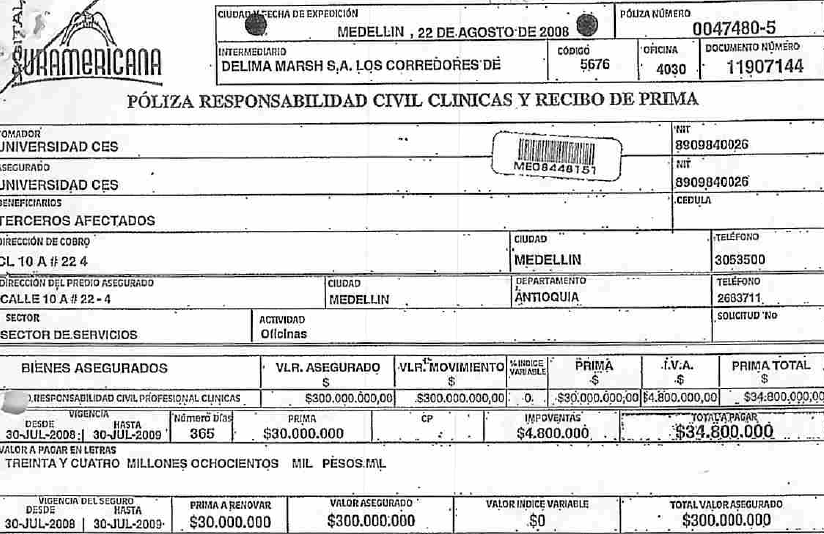 SURAMERICANA
CIUDAD Y FECHA DE EXPEDICIÓN
MEDELLIN , 22 DE AGOSTO DE 2008
PÓLIZA NÚMERO
0047480-5
INTERMEDIARIO
DELIMA MARSH S.A. LOS CORREDORES DE
CÓDIGO
5676
OFICINA
4030
DOCUMENTO NÚMERO
11907144
PÓLIZA RESPONSABILIDAD CIVIL CLINICAS Y RECIBO DE PRIMA
TOMADOR
UNIVERSIDAD CES
NIT
8909840026
ME08448151
ASEGURADO
UNIVERSIDAD CES
NIT
8909840026
BENEFICIARIOS
TERCEROS AFECTADOS
CEDULA
DIRECCIÓN DE COBRO
CL 10 A # 22 4
CIUDAD
MEDELLIN
TELÉFONO
3053500
DIRECCIÓN DEL PREDIO ASEGURADO
CALLE 10 A # 22 - 4
CIUDAD
MEDELLIN
DEPARTAMENTO
ANTIOQUIA
TELÉFONO
2683711
SECTOR
SECTOR DE SERVICIOS
ACTIVIDAD
Oficinas
SOLICITUD No
BIENES ASEGURADOS VLR. ASEGURADO $ VLR. MOVIMIENTO $ % INDICE VARIABLE PRIMA $ I.V.A. $ PRIMA TOTAL $
RESPONSABILIDAD CIVIL PROFESIONAL CLINICAS $300.000.000,00 $300.000.000,00 0 $30.000.000,00 $4.800.000,00 $34.800.000,00
VIGENCIA
DESDE HASTA
30-JUL-2008 30-JUL-2009
Número Días
365
PRIMA
$30.000.000
CP
IMPOVENTAS
$4.800.000
TOTAL A PAGAR
$34.800.000
VALOR A PAGAR EN LETRAS
TREINTA Y CUATRO MILLONES OCHOCIENTOS MIL PESOS M\L
VIGENCIA DEL SEGURO
DESDE HASTA
30-JUL-2008 30-JUL-2009
PRIMA A RENOVAR
$30.000.000
VALOR ASEGURADO
$300.000.000
VALOR INDICE VARIABLE
$0
TOTAL VALOR ASEGURADO
$300.000.000